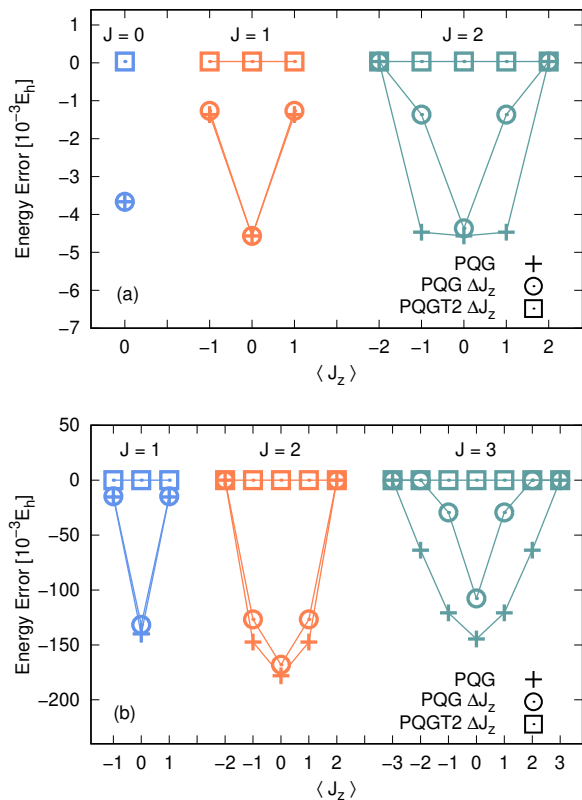 J = 0 J = 1 J = 2
1
0
−1
−2
−3
−4
−5
−6
−7
Energy Error [10⁻³Eₕ]
(a)
PQG
PQG ΔJ_z
PQGT2 ΔJ_z
0 −1 0 1 −2 −1 0 1 2
⟨ J_z ⟩
J = 1 J = 2 J = 3
50
0
−50
−100
−150
−200
Energy Error [10⁻³Eₕ]
(b)
PQG
PQG ΔJ_z
PQGT2 ΔJ_z
−1 0 1 −2 −1 0 1 2 −3 −2 −1 0 1 2 3
⟨ J_z ⟩